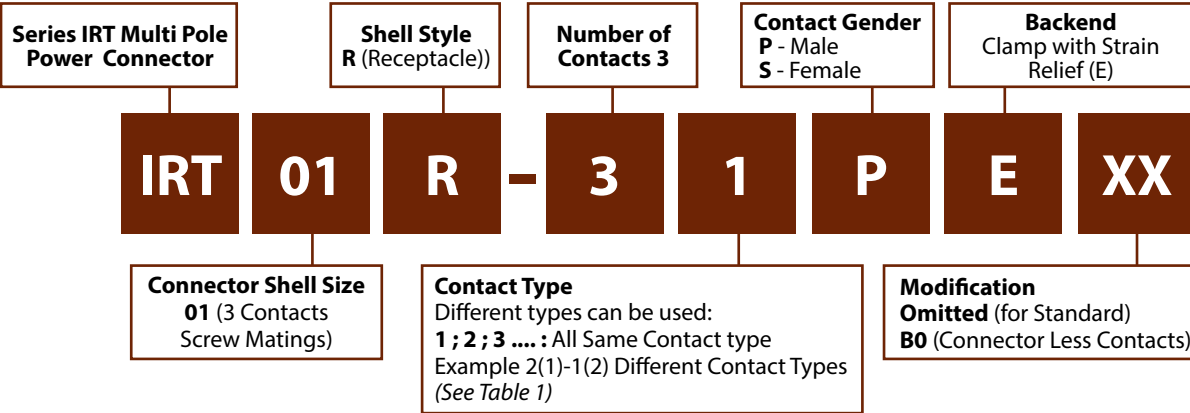 Series IRT Multi Pole
Power Connector
Shell Style
R (Receptacle))
Number of
Contacts 3
Contact Gender
P - Male
S - Female
Backend
Clamp with Strain
Relief (E)
IRT 01 R - 3 1 P E XX
Connector Shell Size
01 (3 Contacts
Screw Matings)
Contact Type
Different types can be used:
1 ; 2 ; 3 .... : All Same Contact type
Example 2(1)-1(2) Different Contact Types
(See Table 1)
Modification
Omitted (for Standard)
B0 (Connector Less Contacts)